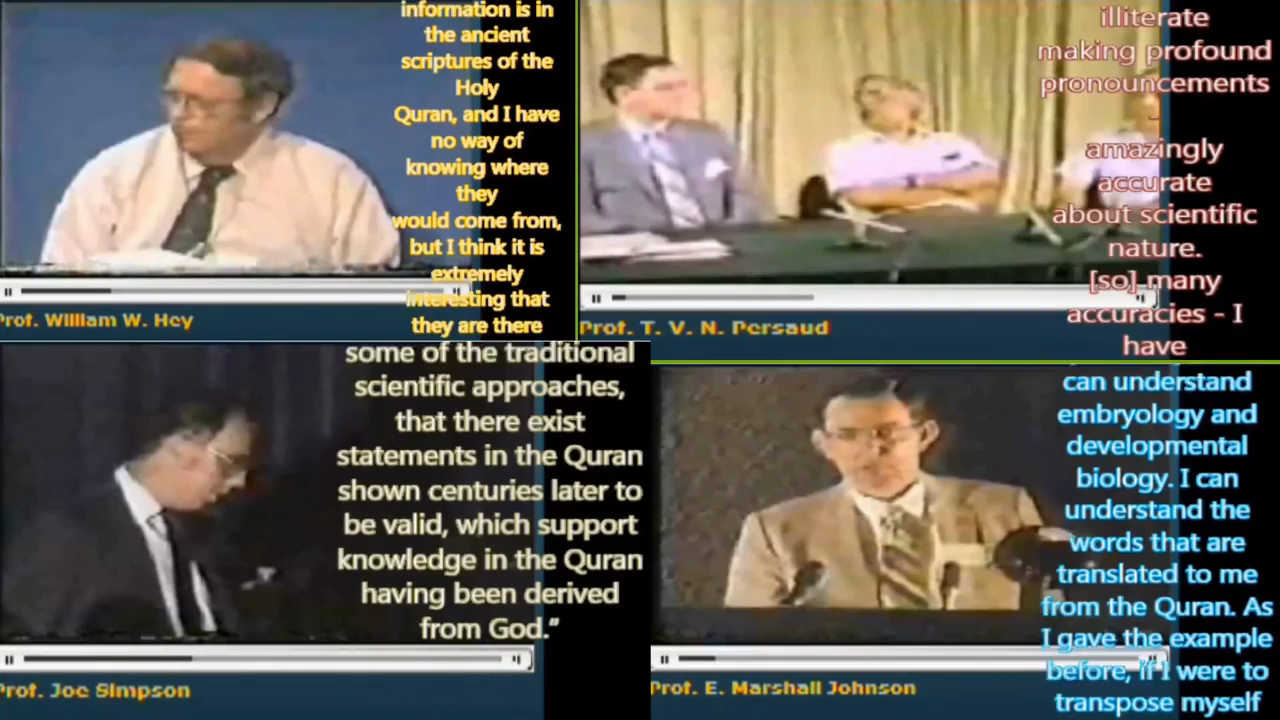 information is in
the ancient
scriptures of the
Holy
Quran, and I have
no way of
knowing where
they
would come from,
but I think it is
extremely
interesting that
they are there
Prof. William W. Hey
illiterate
making profound
pronouncements
-
amazingly
accurate
about scientific
nature.
[so] many
accuracies - I
have
Prof. T. V. N. Persaud
some of the traditional
scientific approaches,
that there exist
statements in the Quran
shown centuries later to
be valid, which support
knowledge in the Quran
having been derived
from God.”
Prof. Joe Simpson
can understand
embryology and
developmental
biology. I can
understand the
words that are
translated to me
from the Quran. As
I gave the example
before, if I were to
transpose myself
Prof. E. Marshall Johnson